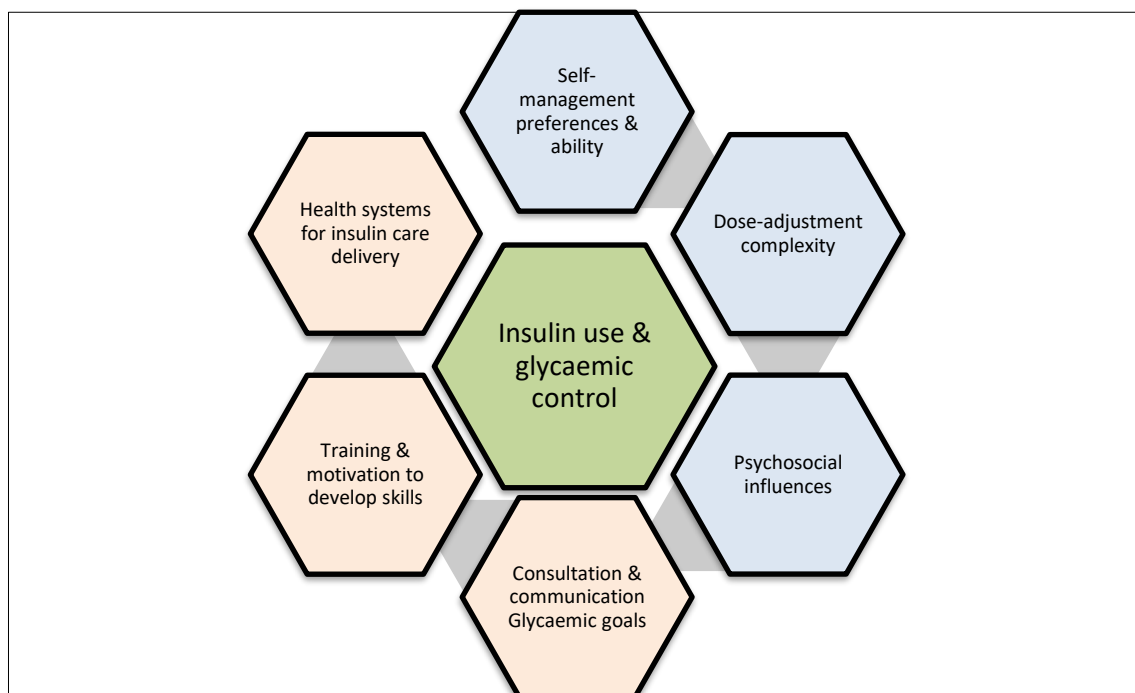 Self-
management
preferences &
ability
Health systems
for insulin care
delivery
Dose-adjustment
complexity
Insulin use &
glycaemic
control
Training &
motivation to
develop skills
Psychosocial
influences
Consultation &
communication
Glycaemic goals